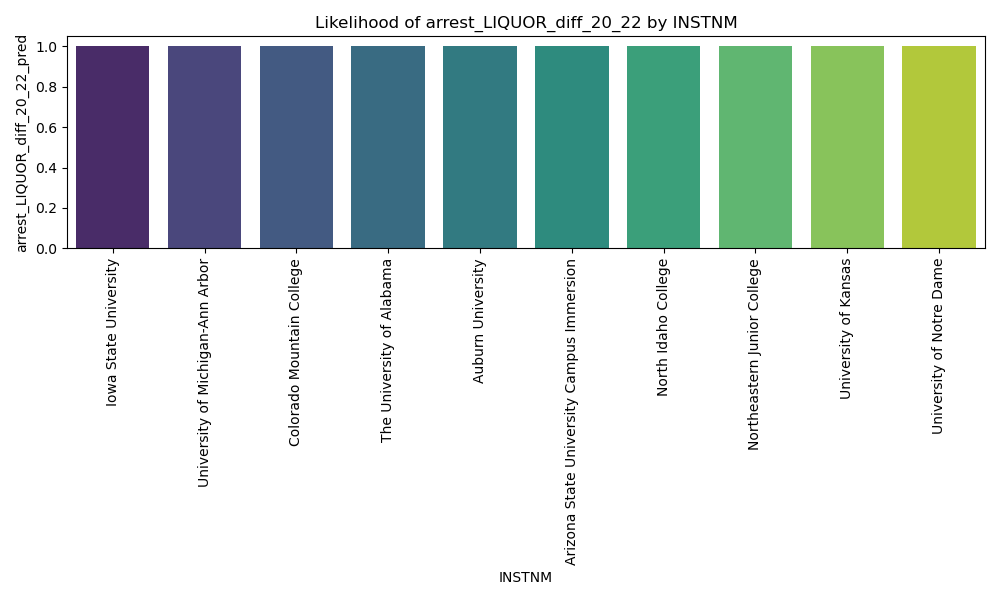 Likelihood of arrest_LIQUOR_diff_20_22 by INSTNM
arrest_LIQUOR_diff_20_22_pred
1.0
0.8
0.6
0.4
0.2
0.0
Iowa State University
University of Michigan-Ann Arbor
Colorado Mountain College
The University of Alabama
Auburn University
Arizona State University Campus Immersion
North Idaho College
Northeastern Junior College
University of Kansas
University of Notre Dame
INSTNM